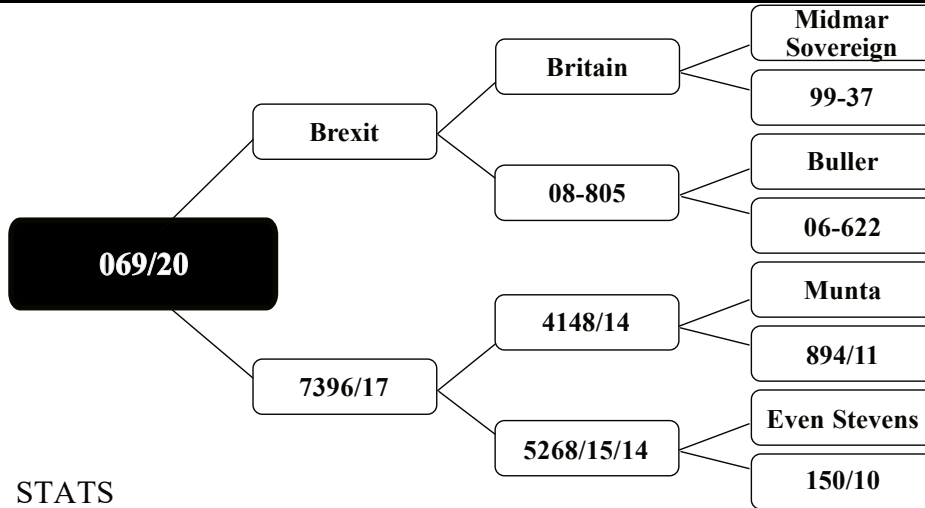 Midmar
Sovereign
Britain
99-37
Brexit
Buller
08-805
06-622
069/20
Munta
4148/14
894/11
7396/17
Even Stevens
5268/15/14
150/10
STATS